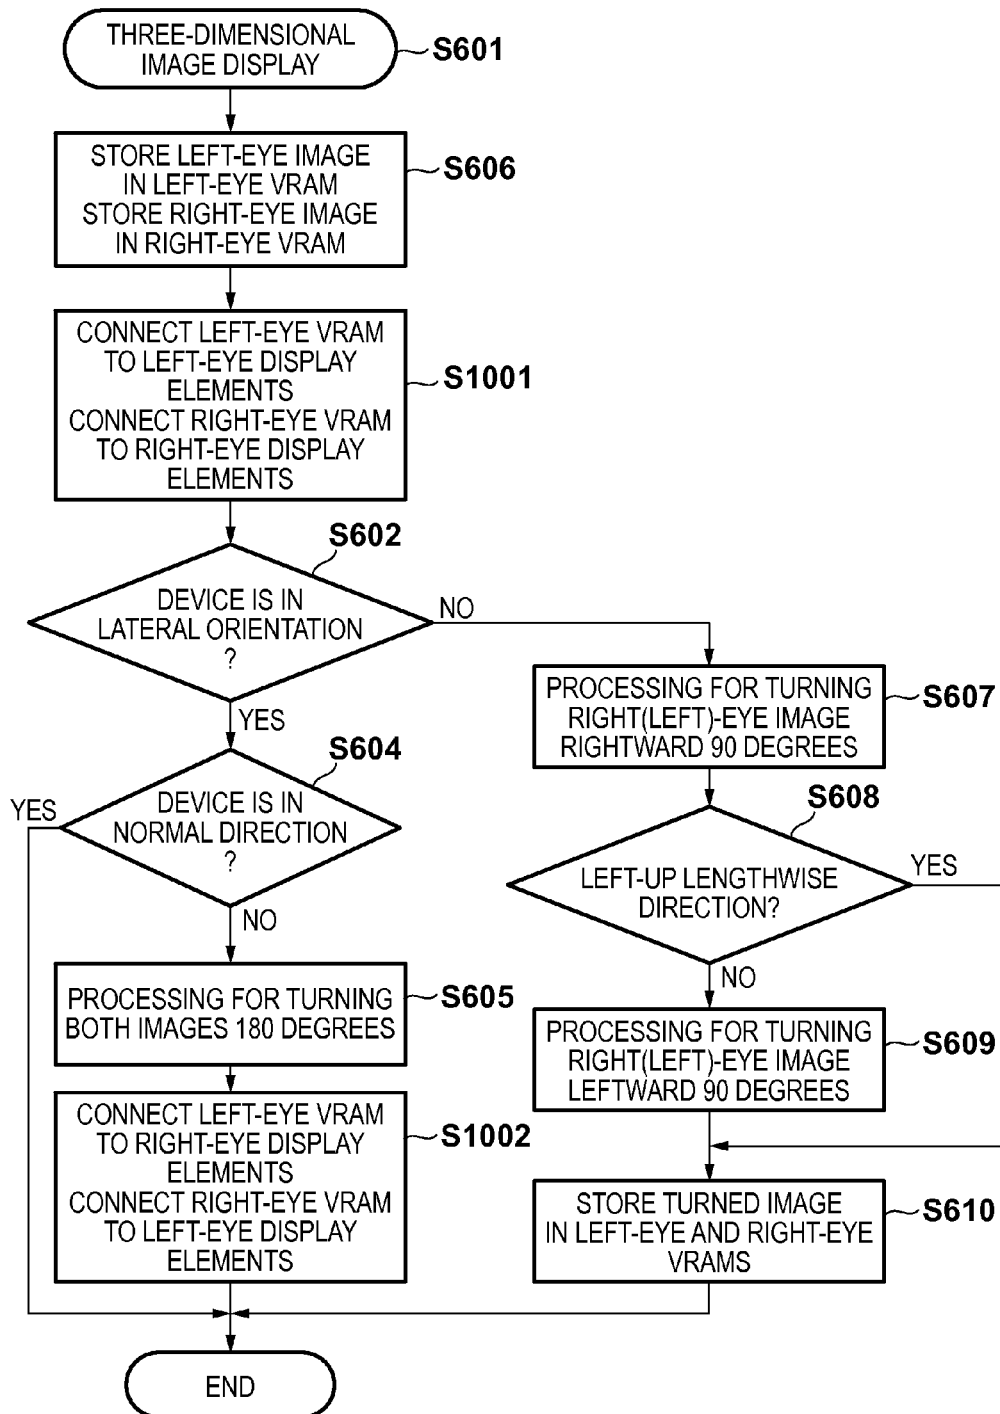 THREE-DIMENSIONAL
IMAGE DISPLAY
S601
STORE LEFT-EYE IMAGE
IN LEFT-EYE VRAM
STORE RIGHT-EYE IMAGE
IN RIGHT-EYE VRAM
S606
CONNECT LEFT-EYE VRAM
TO LEFT-EYE DISPLAY
ELEMENTS
CONNECT RIGHT-EYE VRAM
TO RIGHT-EYE DISPLAY
ELEMENTS
S1001
S602
DEVICE IS IN
LATERAL ORIENTATION
?
NO
YES
S604
DEVICE IS IN
NORMAL DIRECTION
?
YES
NO
PROCESSING FOR TURNING
BOTH IMAGES 180 DEGREES
S605
CONNECT LEFT-EYE VRAM
TO RIGHT-EYE DISPLAY
ELEMENTS
CONNECT RIGHT-EYE VRAM
TO LEFT-EYE DISPLAY
ELEMENTS
S1002
PROCESSING FOR TURNING
RIGHT(LEFT)-EYE IMAGE
RIGHTWARD 90 DEGREES
S607
S608
LEFT-UP LENGTHWISE
DIRECTION?
YES
NO
PROCESSING FOR TURNING
RIGHT(LEFT)-EYE IMAGE
LEFTWARD 90 DEGREES
S609
STORE TURNED IMAGE
IN LEFT-EYE AND RIGHT-EYE
VRAMS
S610
END